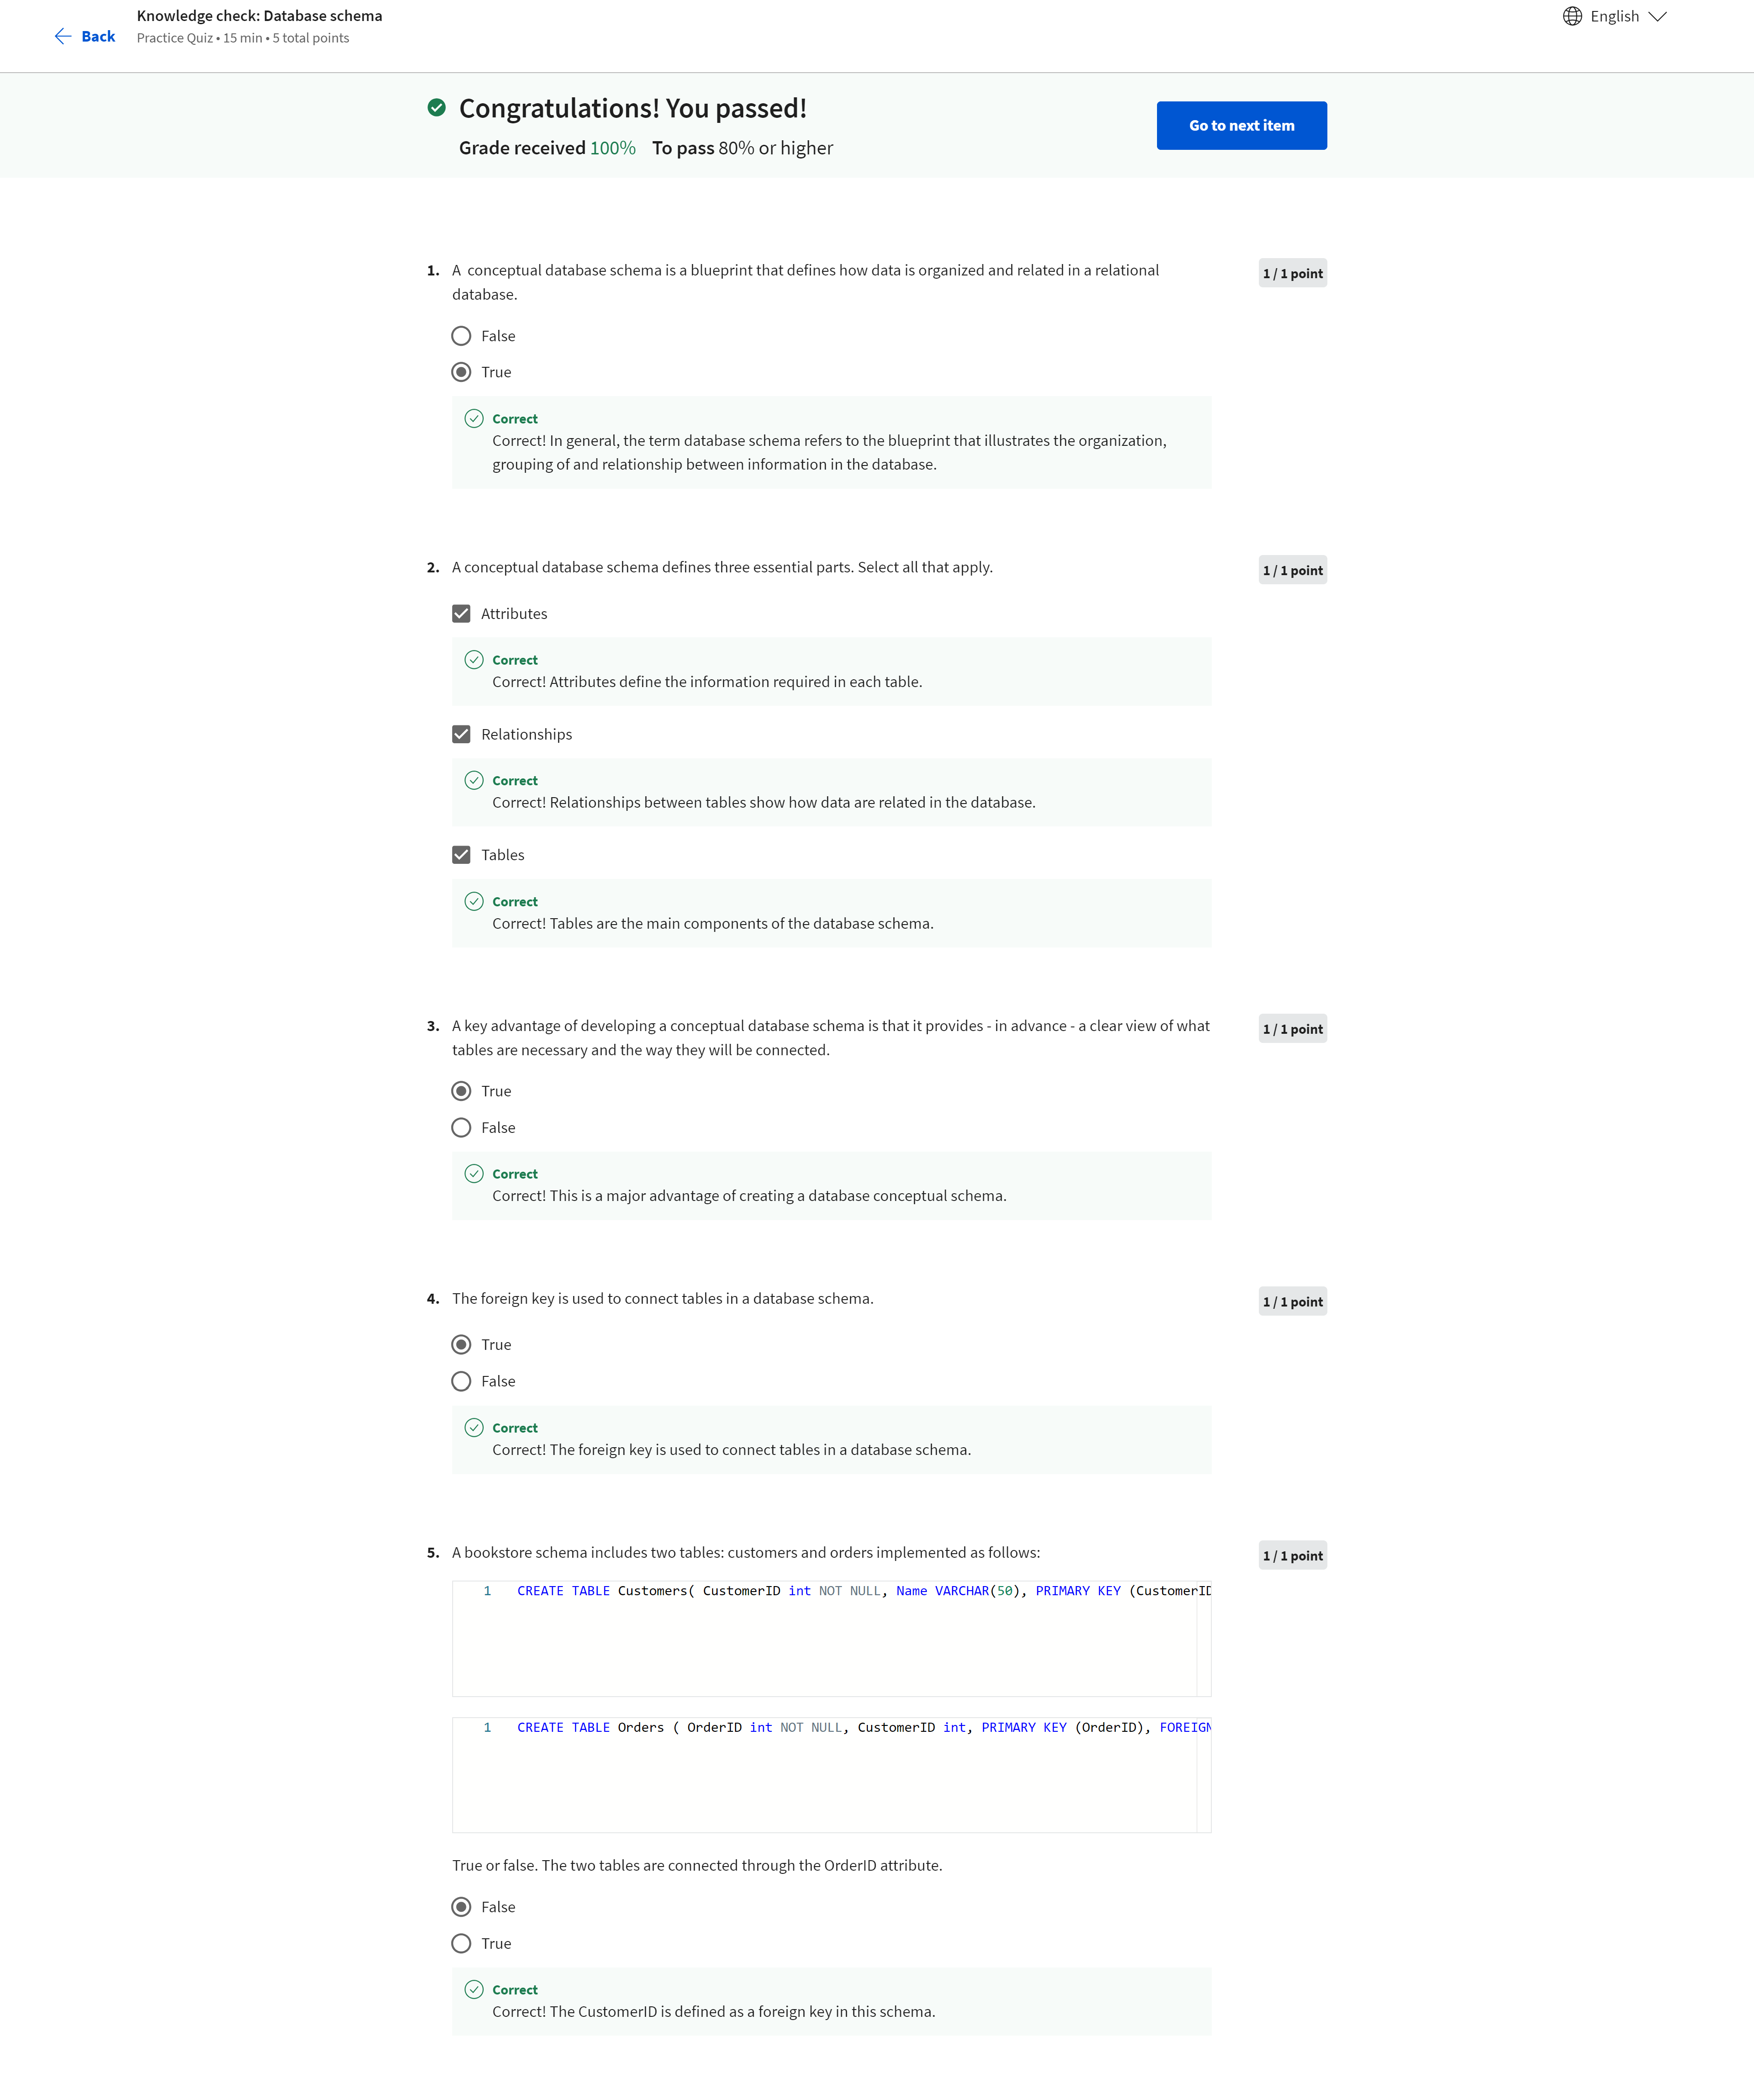 Knowledge check: Database schema
Back
Practice Quiz • 15 min • 5 total points
English
Congratulations! You passed!
Go to next item
Grade received 100% To pass 80% or higher
1. A conceptual database schema is a blueprint that defines how data is organized and related in a relational
database.
1 / 1 point
False
True
Correct
Correct! In general, the term database schema refers to the blueprint that illustrates the organization,
grouping of and relationship between information in the database.
2. A conceptual database schema defines three essential parts. Select all that apply.
1 / 1 point
Attributes
Correct
Correct! Attributes define the information required in each table.
Relationships
Correct
Correct! Relationships between tables show how data are related in the database.
Tables
Correct
Correct! Tables are the main components of the database schema.
3. A key advantage of developing a conceptual database schema is that it provides - in advance - a clear view of what
tables are necessary and the way they will be connected.
1 / 1 point
True
False
Correct
Correct! This is a major advantage of creating a database conceptual schema.
4. The foreign key is used to connect tables in a database schema.
1 / 1 point
True
False
Correct
Correct! The foreign key is used to connect tables in a database schema.
5. A bookstore schema includes two tables: customers and orders implemented as follows:
1 / 1 point
1 CREATE TABLE Customers( CustomerID int NOT NULL, Name VARCHAR(50), PRIMARY KEY (CustomerID
1 CREATE TABLE Orders ( OrderID int NOT NULL, CustomerID int, PRIMARY KEY (OrderID), FOREIGN
True or false. The two tables are connected through the OrderID attribute.
False
True
Correct
Correct! The CustomerID is defined as a foreign key in this schema.